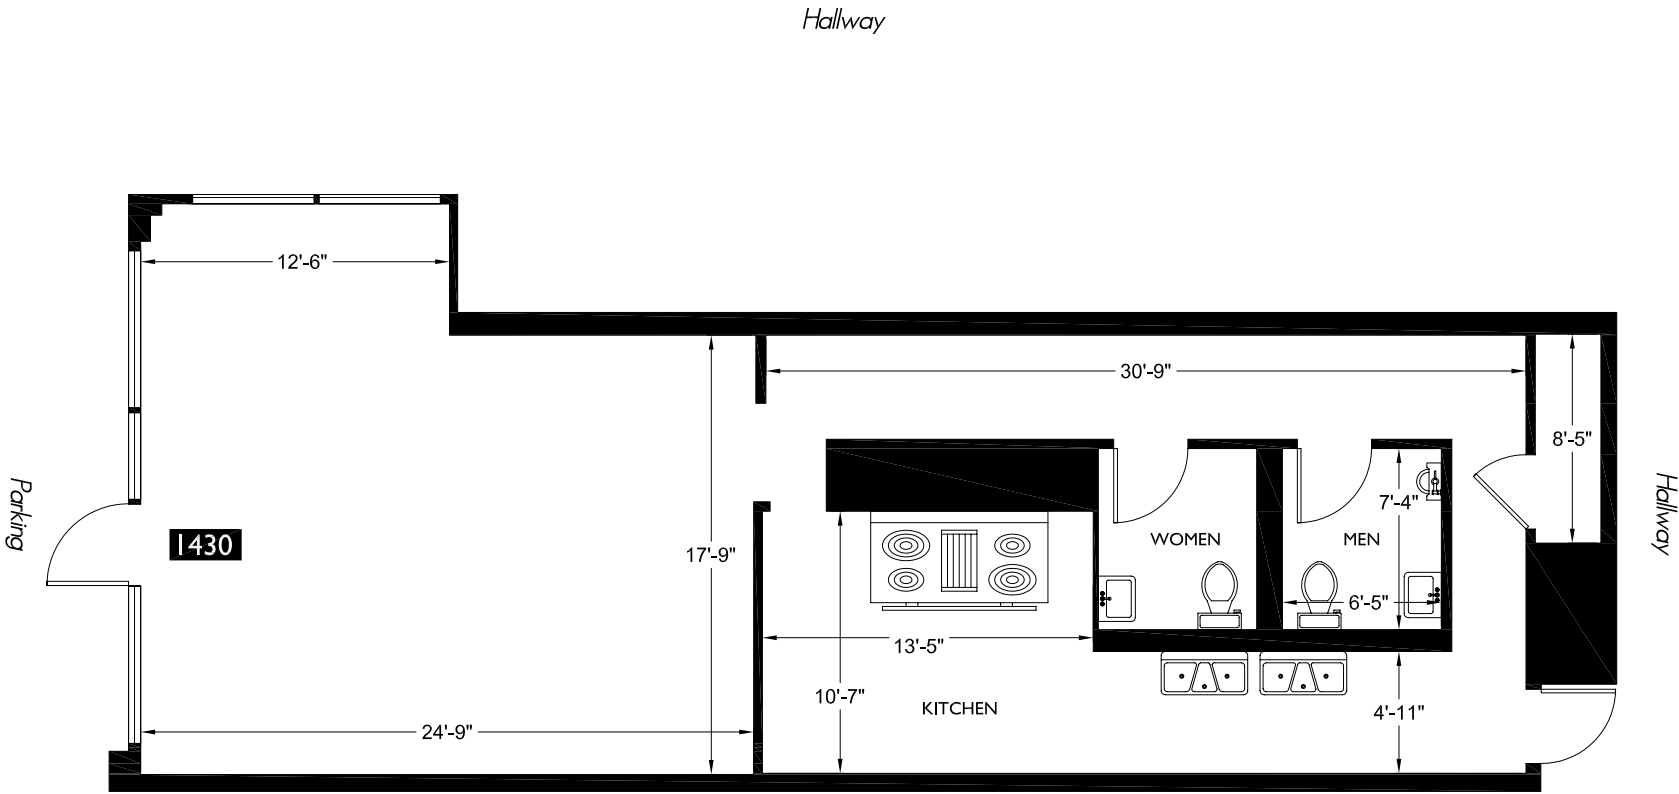 Hallway
12'-6"
30'-9"
8'-5"
Parking
Hallway
7'-4"
1430
WOMEN
MEN
17'-9"
6'-5"
13'-5"
10'-7"
KITCHEN
4'-11"
24'-9"